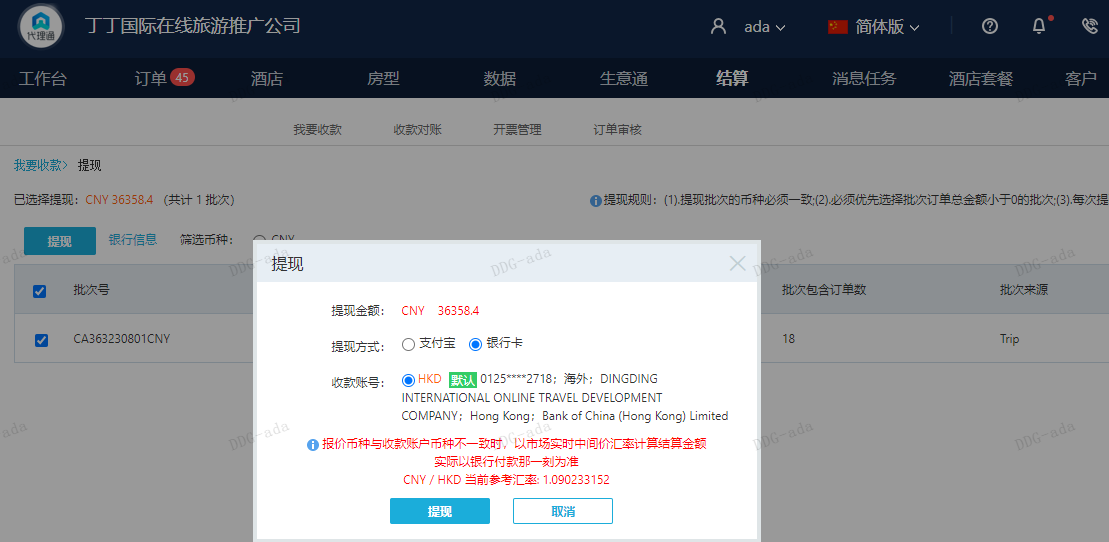 代理通
丁丁国际在线旅游推广公司
ada
简体版
工作台 订单 45 酒店 房型 数据 生意通 结算 消息任务 酒店套餐 客户
我要收款 收款对账 开票管理 订单审核
我要收款> 提现
已选择提现: CNY 36358.4 (共计 1 批次)
提现规则: (1).提现批次的币种必须一致;(2).必须优先选择批次订单总金额小于0的批次;(3).每次提
提现 银行信息 筛选币种: CNY
提现
批次号 批次包含订单数 批次来源
提现金额: CNY 36358.4
CA363230801CNY 18 Trip
提现方式: 支付宝 银行卡
收款账号: HKD 默认 0125****2718; 海外; DINGDING
INTERNATIONAL ONLINE TRAVEL DEVELOPMENT
COMPANY; Hong Kong; Bank of China (Hong Kong) Limited
报价币种与收款账户币种不一致时，以市场实时中间价汇率计算结算金额
实际以银行付款那一刻为准
CNY / HKD 当前参考汇率: 1.090233152
提现 取消
DDG-ada